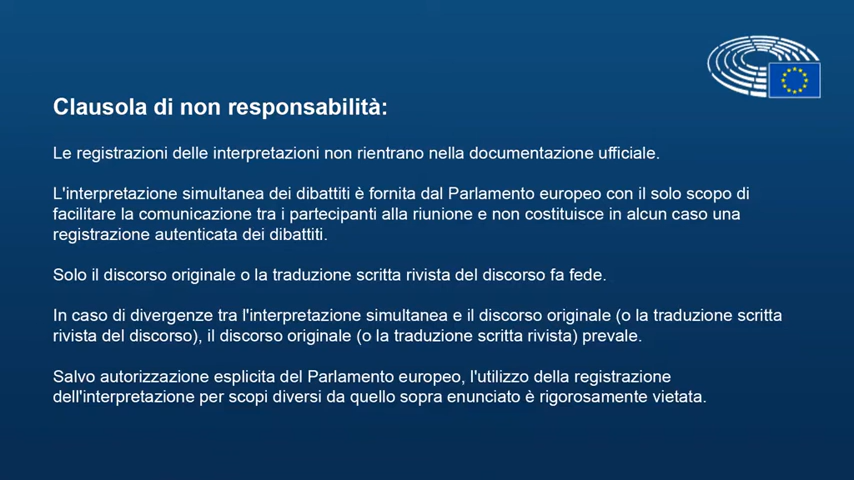 Clausola di non responsabilità:
Le registrazioni delle interpretazioni non rientrano nella documentazione ufficiale.
L'interpretazione simultanea dei dibattiti è fornita dal Parlamento europeo con il solo scopo di
facilitare la comunicazione tra i partecipanti alla riunione e non costituisce in alcun caso una
registrazione autenticata dei dibattiti.
Solo il discorso originale o la traduzione scritta rivista del discorso fa fede.
In caso di divergenze tra l'interpretazione simultanea e il discorso originale (o la traduzione scritta
rivista del discorso), il discorso originale (o la traduzione scritta rivista) prevale.
Salvo autorizzazione esplicita del Parlamento europeo, l'utilizzo della registrazione
dell'interpretazione per scopi diversi da quello sopra enunciato è rigorosamente vietata.